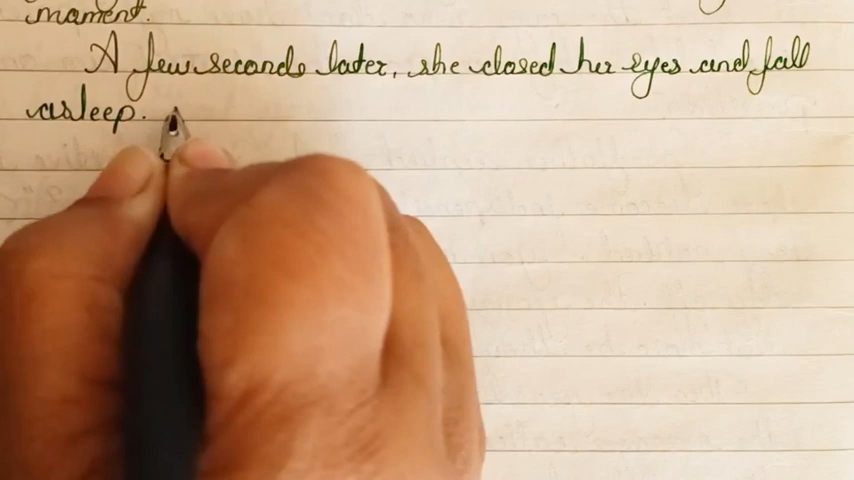 moment.
A few seconds later, she closed her eyes and fall
asleep.